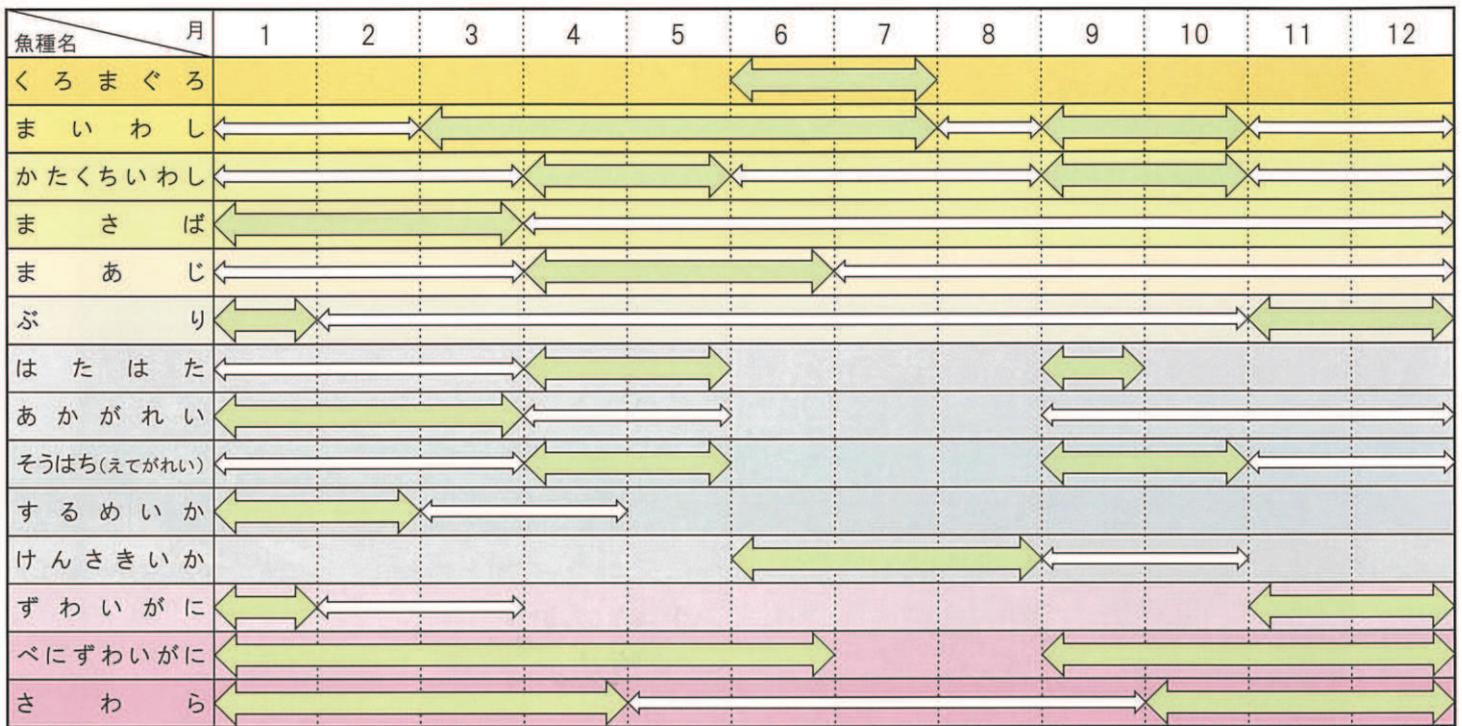 月
魚種名 1 2 3 4 5 6 7 8 9 10 11 12
くろまぐろ
まいわし
かたくちいわし
まさば
まあじ
ぶり
はたはた
あかがれい
そうはち(えてがれい)
するめいか
けんさきいか
ずわいがに
べにずわいがに
さわら